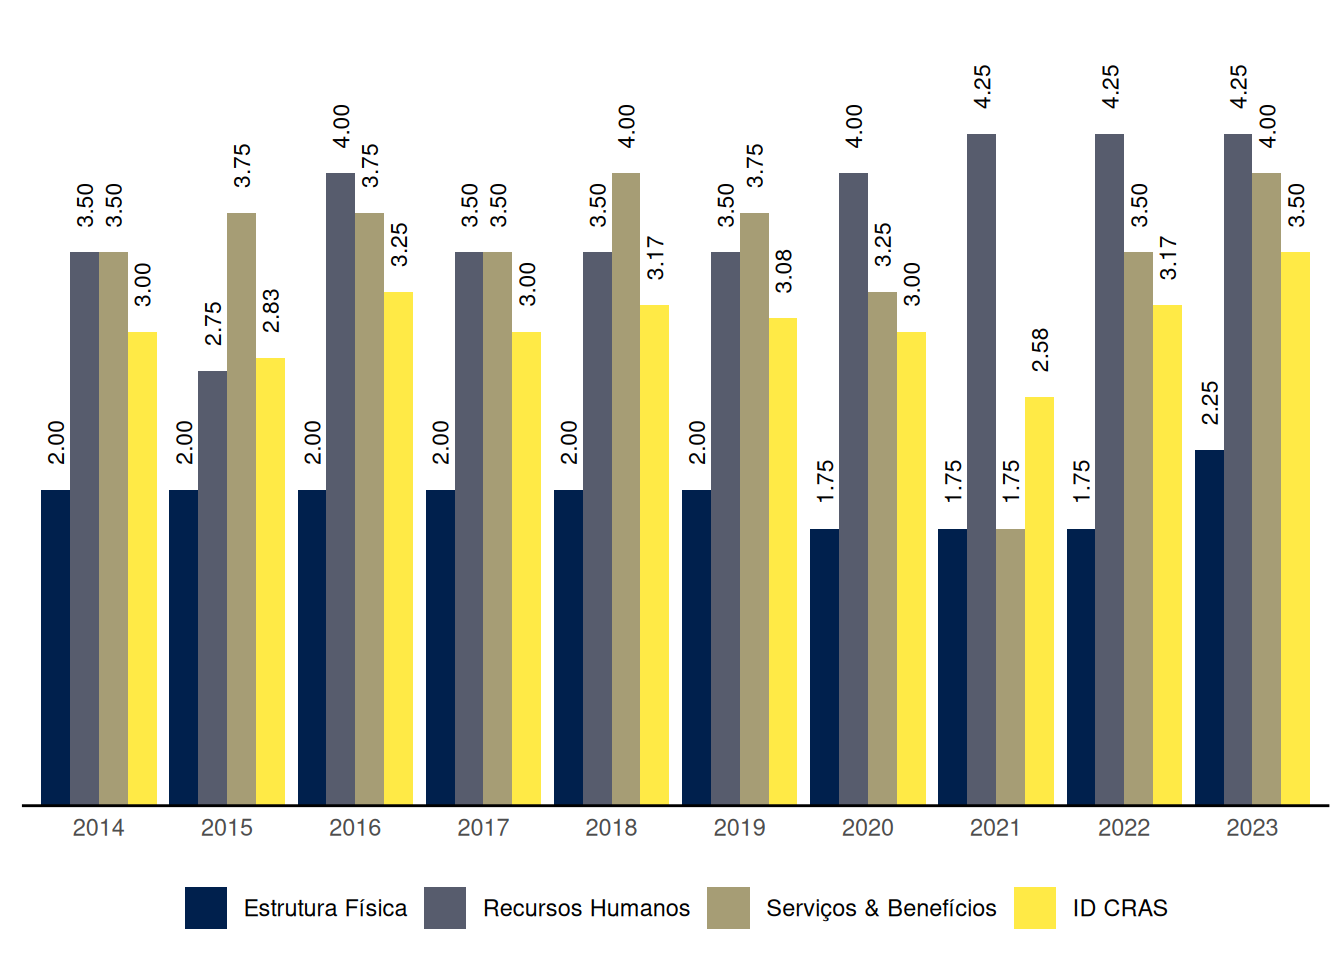 2.00 3.50 3.50 3.00 2.00 2.75 3.75 2.83 2.00 4.00 3.75 3.25 2.00 3.50 3.50 3.00 2.00 3.50 4.00 3.17 2.00 3.50 3.75 3.08 1.75 4.00 3.25 3.00 1.75 4.25 1.75 2.58 1.75 4.25 3.50 3.17 2.25 4.25 4.00 3.50
2014 2015 2016 2017 2018 2019 2020 2021 2022 2023
Estrutura Física Recursos Humanos Serviços & Benefícios ID CRAS